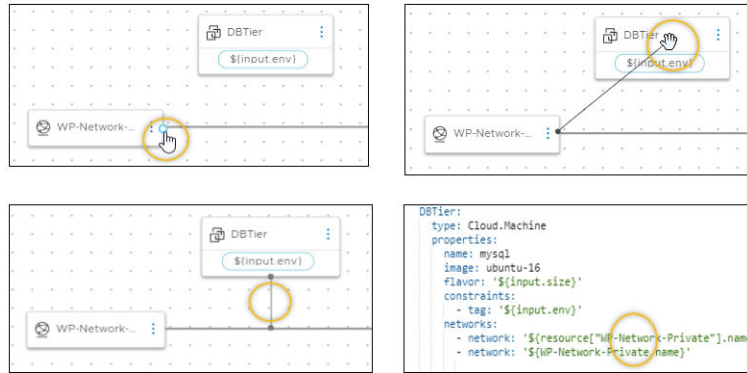 DBTier
${input.env}
WP-Network-...
DBTier
${input.env}
WP-Network-...
DBTier
${input.env}
WP-Network-...
DBTier:
type: Cloud.Machine
properties:
name: mysql
image: ubuntu-16
flavor: '${input.size}'
constraints:
- tag: '${input.env}'
networks:
- network: '${resource["WP-Network-Private"].name
- network: '${WP-Network-Private.name}'